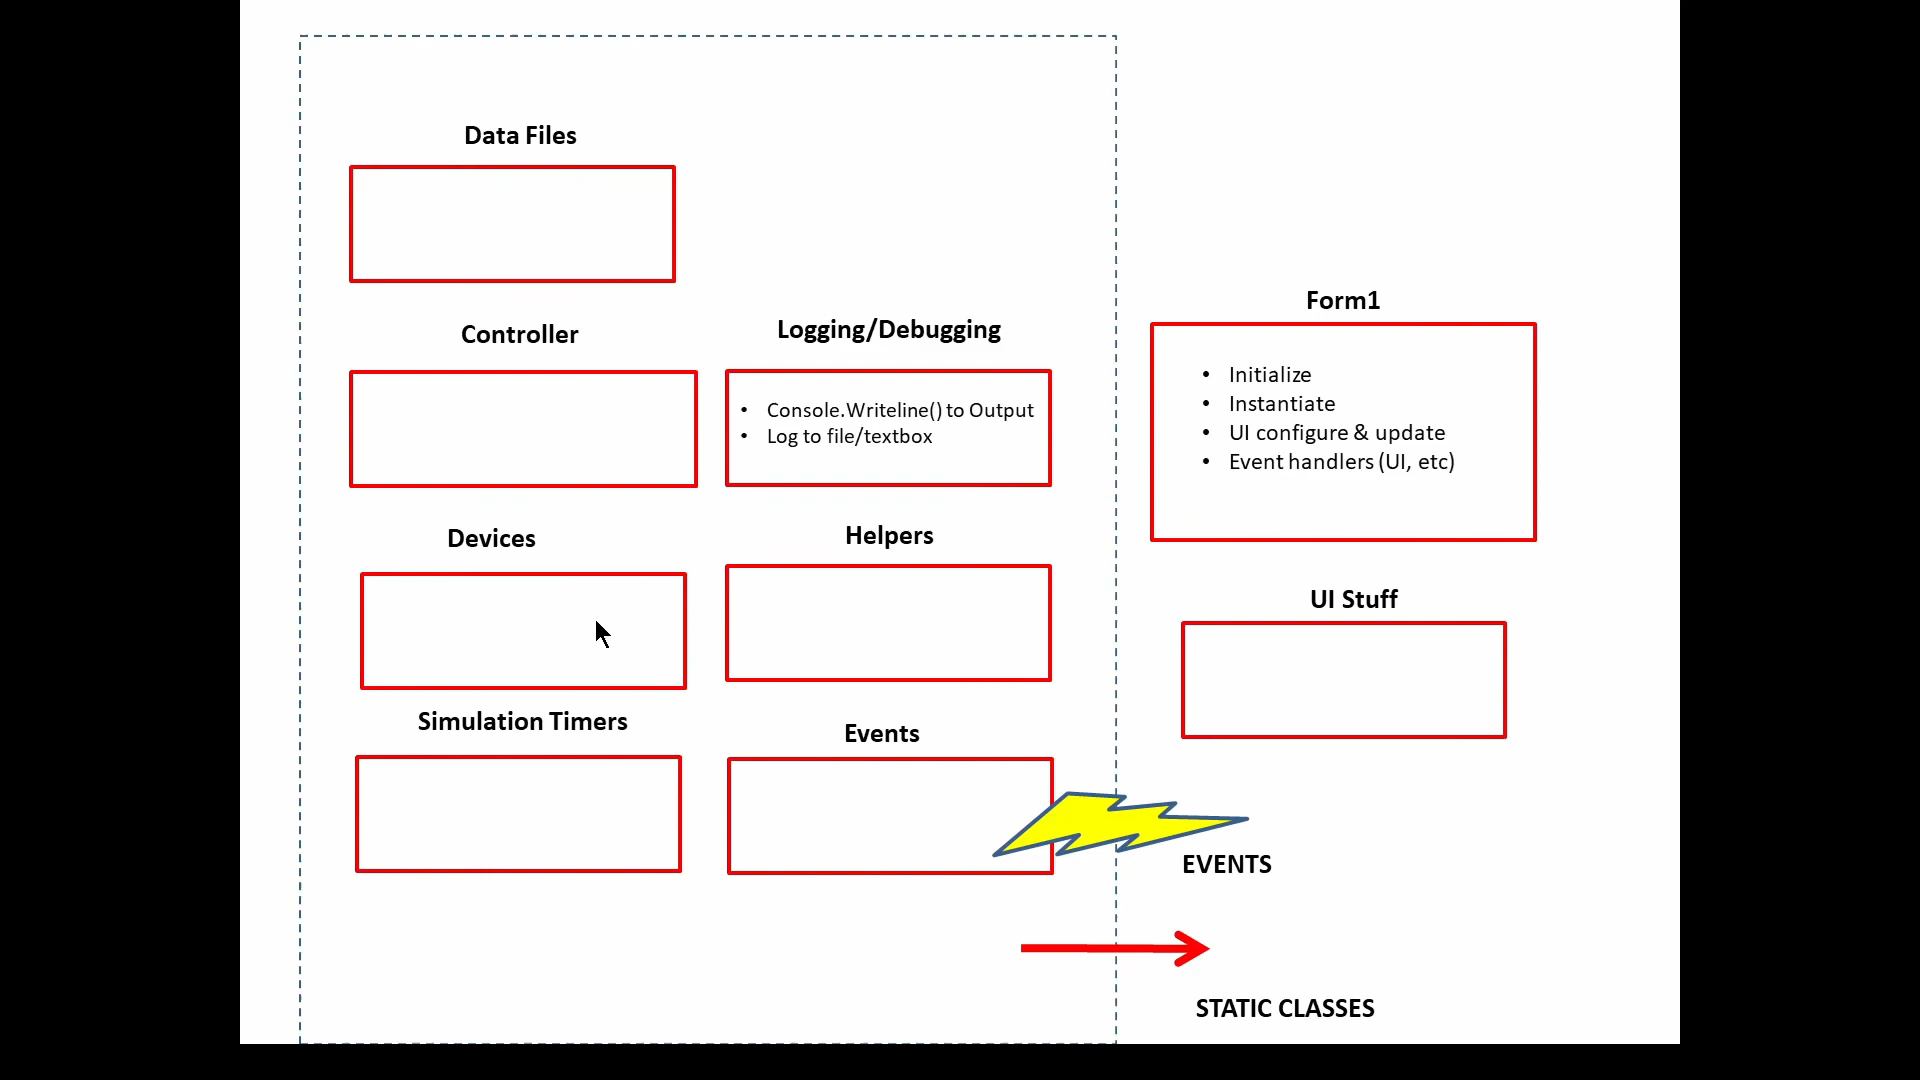 Data Files
Controller
Logging/Debugging
• Console.Writeline() to Output
• Log to file/textbox
Devices
Helpers
Simulation Timers
Events
Form1
• Initialize
• Instantiate
• UI configure & update
• Event handlers (UI, etc)
UI Stuff
EVENTS
STATIC CLASSES